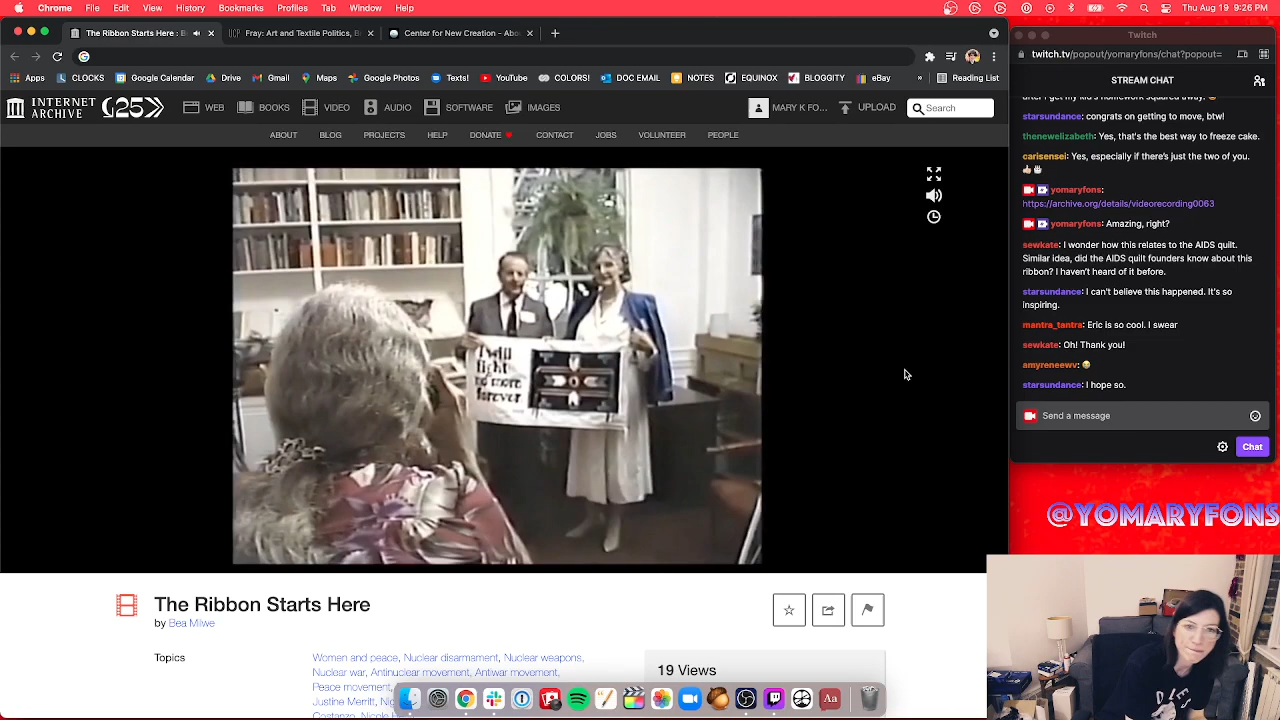 Chrome File Edit View History Bookmarks Profiles Tab Window Help
Thu Aug 19 9:26 PM
The Ribbon Starts Here : B
Fray: Art and Textile Politics, B
Center for New Creation - Abo
Apps CLOCKS Google Calendar Drive Gmail Maps Google Photos Texts! YouTube COLORS! DOC EMAIL NOTES EQUINOX BLOGGITY eBay » Reading List
INTERNET ARCHIVE 25 WEB BOOKS VIDEO AUDIO SOFTWARE IMAGES MARY K FO... UPLOAD Search
ABOUT BLOG PROJECTS HELP DONATE CONTACT JOBS VOLUNTEER PEOPLE
I will
fight
no more
forever
The Ribbon Starts Here
by Bea Milwe
Topics
Women and peace, Nuclear disarmament, Nuclear weapons,
Nuclear war, Antinuclear movement, Antiwar movement,
Peace movement,
Justine Merritt,
19 Views
Aa
Twitch
twitch.tv/popout/yomaryfons/chat?popout=
STREAM CHAT
after I get my kid's homework squared away.
starsundance: congrats on getting to move, btw!
thenewelizabeth: Yes, that's the best way to freeze cake.
carisensei: Yes, especially if there's just the two of you.
yomaryfons:
https://archive.org/details/videorecording0063
yomaryfons: Amazing, right?
sewkate: I wonder how this relates to the AIDS quilt.
Similar idea, did the AIDS quilt founders know about this
ribbon? I haven't heard of it before.
starsundance: I can't believe this happened. It's so
inspiring.
mantra_tantra: Eric is so cool. I swear
sewkate: Oh! Thank you!
amyreneewv:
starsundance: I hope so.
Send a message
Chat
@YOMARYFONS